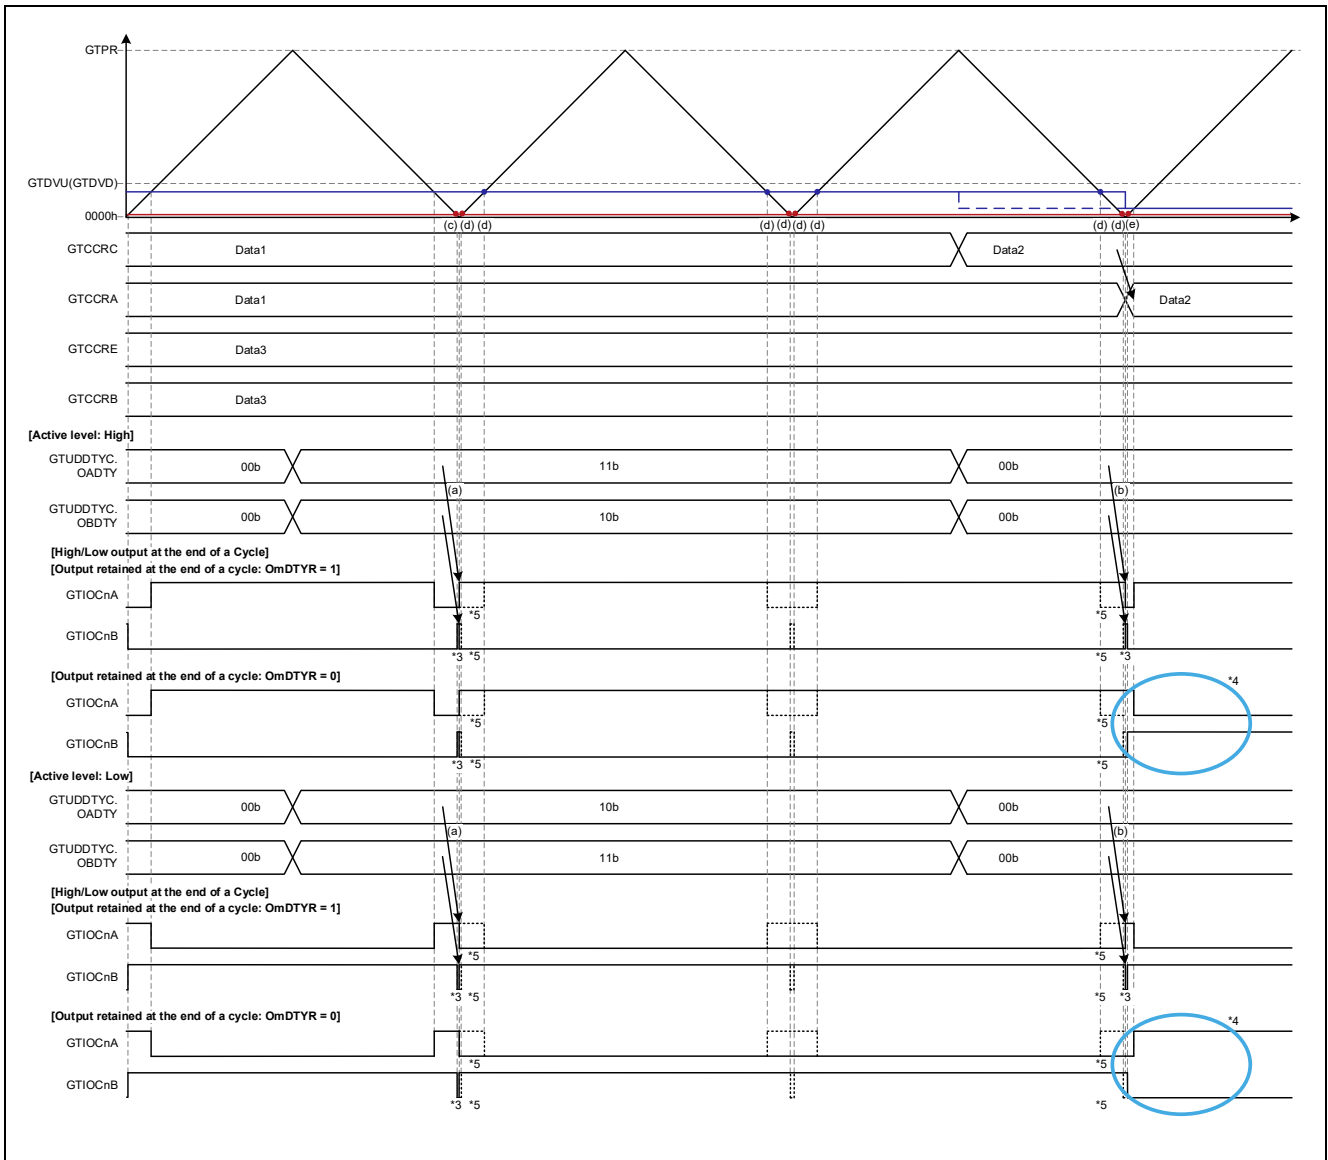 GTPR
GTDVU(GTDVD)
0000h
(c) (d) (d) (d) (d) (d) (d) (d) (d) (e)
GTCCRC Data1 Data2
GTCCRA Data1 Data2
GTCCRE Data3
GTCCRB Data3
[Active level: High]
GTUDDTYC.
OADTY 00b 11b 00b
(a) (b)
GTUDDTYC.
OBDTY 00b 10b 00b
[High/Low output at the end of a Cycle]
[Output retained at the end of a cycle: OmDTYR = 1]
GTIOCnA
*5 *5
GTIOCnB
*3 *5 *5 *3
[Output retained at the end of a cycle: OmDTYR = 0]
*4
GTIOCnA
*5 *5
GTIOCnB
*3 *5 *5
[Active level: Low]
GTUDDTYC.
OADTY 00b 10b 00b
(a) (b)
GTUDDTYC.
OBDTY 00b 11b 00b
[High/Low output at the end of a Cycle]
[Output retained at the end of a cycle: OmDTYR = 1]
GTIOCnA
*5 *5
GTIOCnB
*3 *5 *5 *3
[Output retained at the end of a cycle: OmDTYR = 0]
*4
GTIOCnA
*5 *5
GTIOCnB
*3 *5 *5